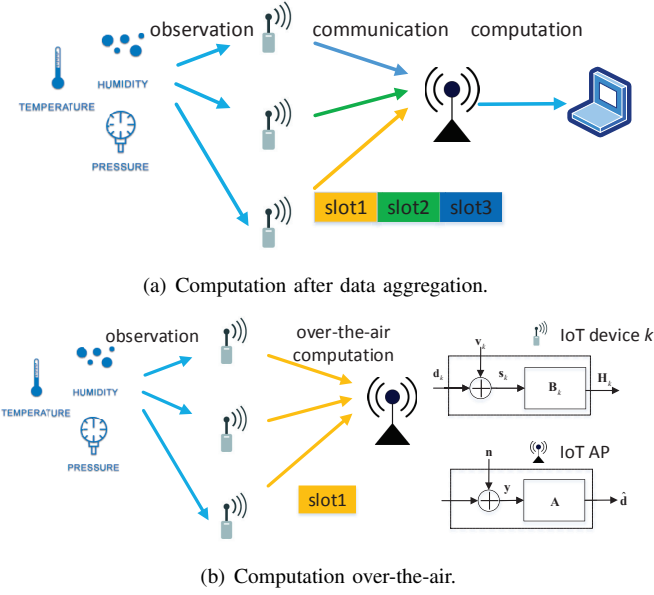 observation communication computation
HUMIDITY
TEMPERATURE
PRESSURE
slot1 slot2 slot3
(a) Computation after data aggregation.
observation over-the-air
computation
IoT device k
v_k
d_k s_k B_k H_k
HUMIDITY
TEMPERATURE
PRESSURE
IoT AP
n
slot1
y A d̂
(b) Computation over-the-air.